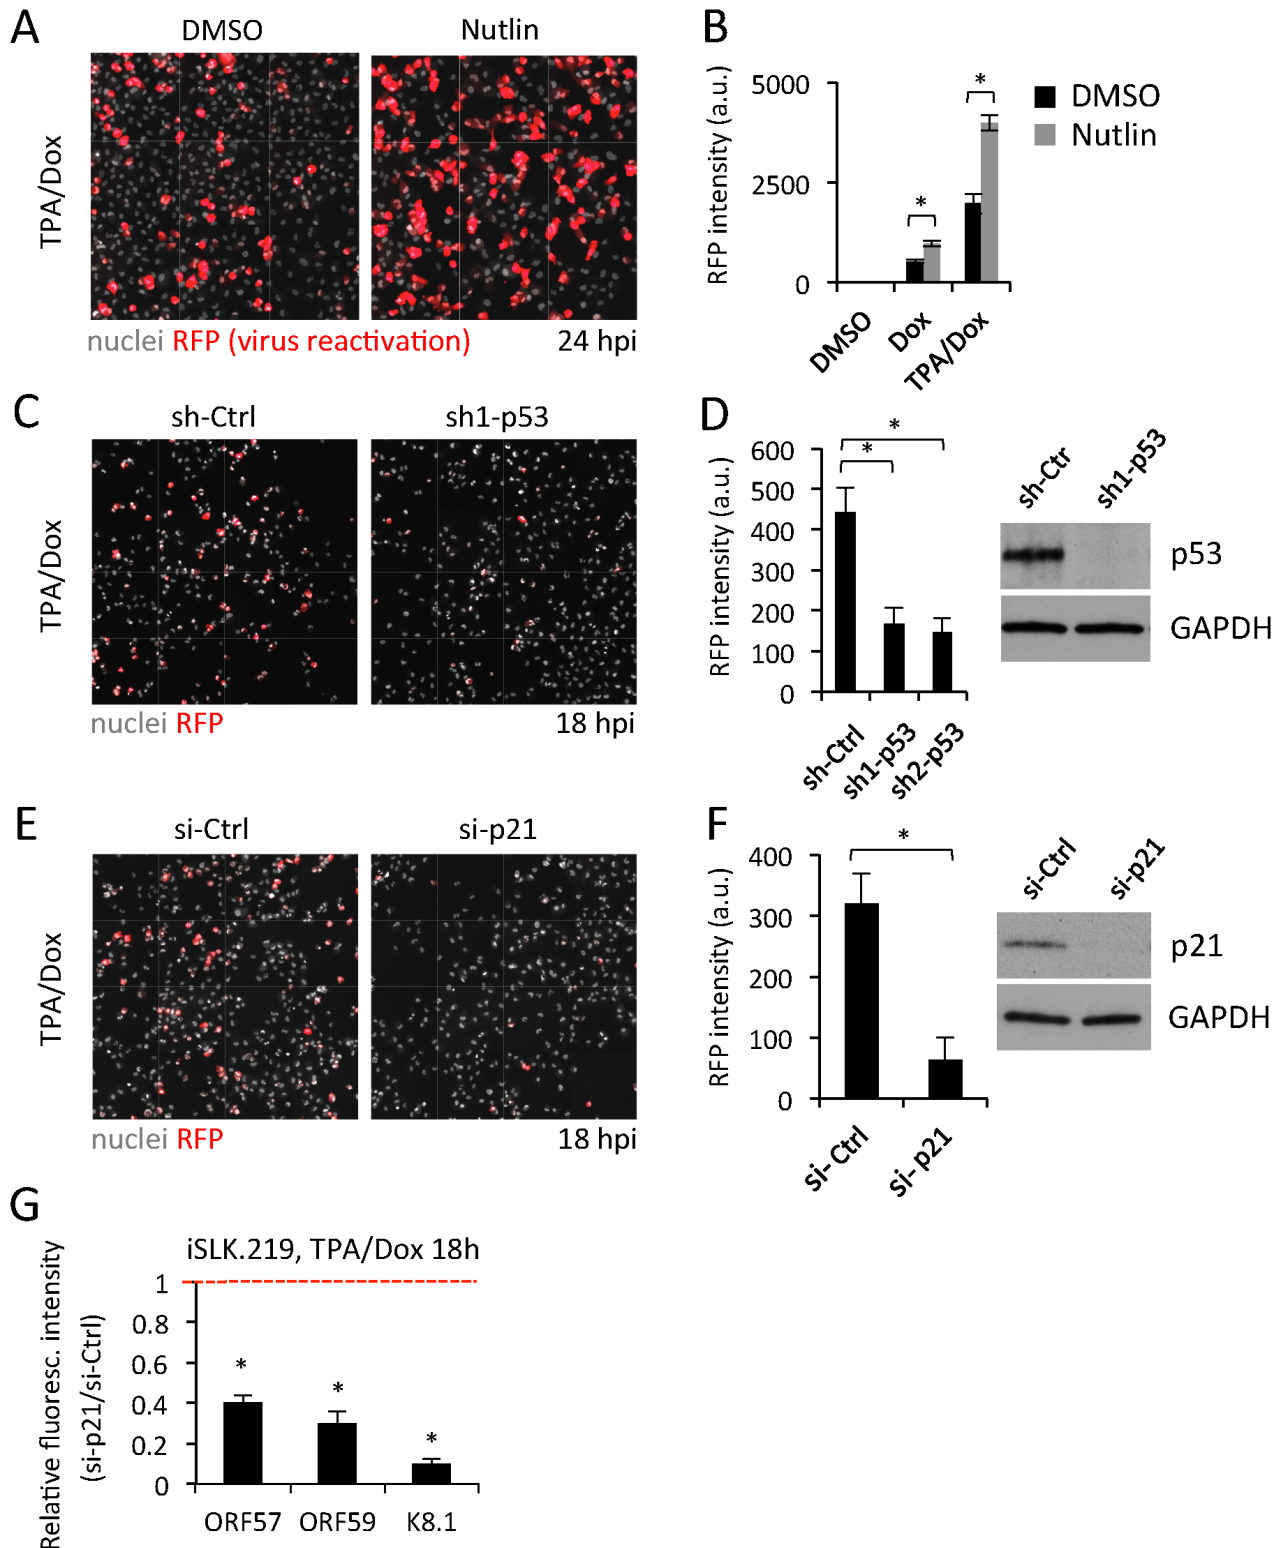 A
DMSO Nutlin
TPA/Dox
nuclei RFP (virus reactivation) 24 hpi
B
RFP intensity (a.u.)
5000
2500
0
* *
DMSO
Nutlin
DMSO Dox TPA/Dox
C
sh-Ctrl sh1-p53
TPA/Dox
nuclei RFP 18 hpi
D
RFP intensity (a.u.)
600
500
400
300
200
100
0
*
*
sh-Ctrl sh1-p53 sh2-p53
sh-Ctr sh1-p53
p53
GAPDH
E
si-Ctrl si-p21
TPA/Dox
nuclei RFP 18 hpi
F
RFP intensity (a.u.)
400
300
200
100
0
*
si-Ctrl si-p21
si-Ctrl si-p21
p21
GAPDH
G
iSLK.219, TPA/Dox 18h
Relative fluoresc. intensity
(si-p21/si-Ctrl)
1
0.8
0.6
0.4
0.2
0
* * *
ORF57 ORF59 K8.1